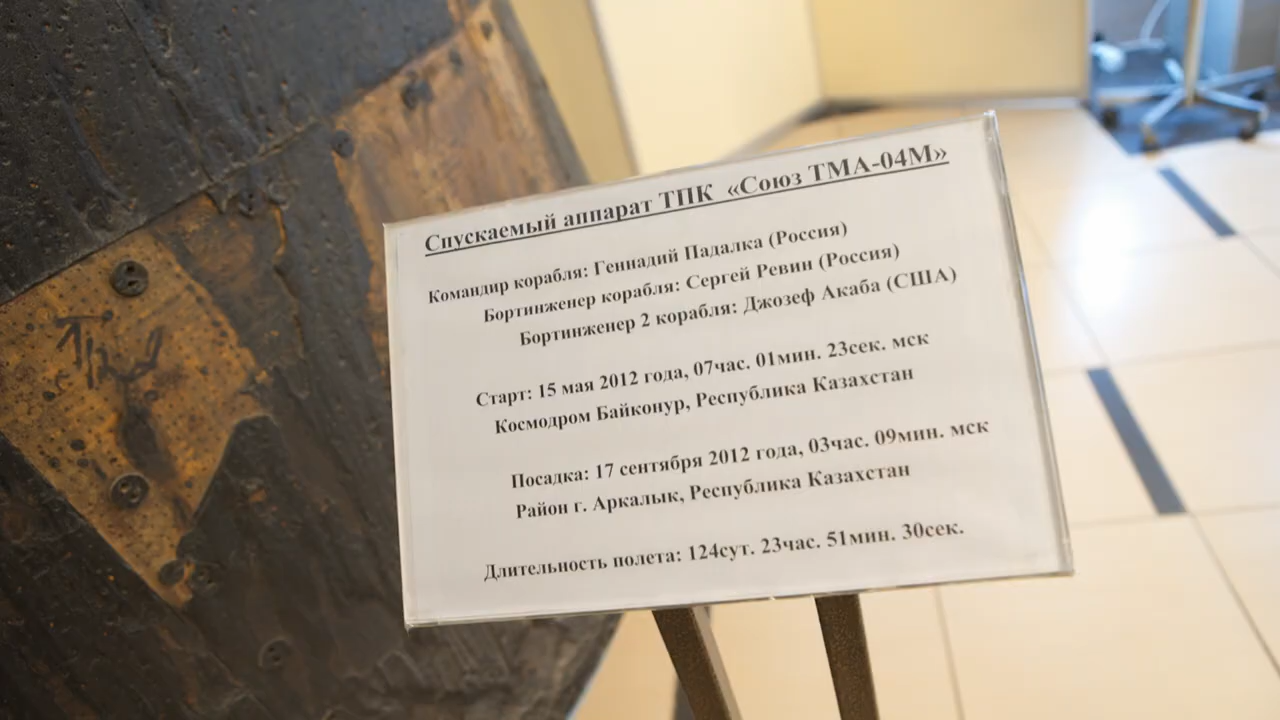 Спускаемый аппарат ТПК «Союз ТМА-04М»
Командир корабля: Геннадий Падалка (Россия)
Бортинженер корабля: Сергей Ревин (Россия)
Бортинженер 2 корабля: Джозеф Акаба (США)
Старт: 15 мая 2012 года, 07час. 01мин. 23сек. мск
Космодром Байконур, Республика Казахстан
Посадка: 17 сентября 2012 года, 03час. 09мин. мск
Район г. Аркалык, Республика Казахстан
Длительность полета: 124сут. 23час. 51мин. 30сек.